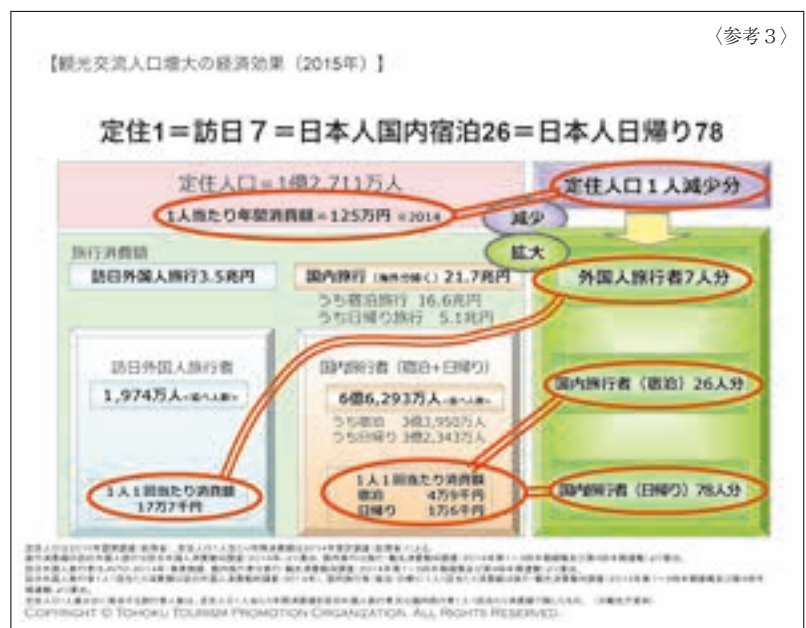 〈参考３〉
【観光交流人口増大の経済効果（2015年）】
定住1＝訪日７＝日本人国内宿泊26＝日本人日帰り78
定住人口＝1億2,711万人
1人当たり年間消費額＝125万円 ※2014
定住人口１人減少分
減少
拡大
旅行消費額
訪日外国人旅行3.5兆円
国内旅行（海外分除く）21.7兆円
うち宿泊旅行 16.6兆円
うち日帰り旅行 5.1兆円
外国人旅行者7人分
訪日外国人旅行者
1,974万人
国内旅行者（宿泊+日帰り）
6億6,293万人
うち宿泊 3億3,950万人
うち日帰り 3億2,343万人
国内旅行者（宿泊）26人分
1人1回当たり消費額
17万7千円
1人1回当たり消費額
宿泊 4万9千円
日帰り 1万6千円
国内旅行者（日帰り）78人分
COPYRIGHT © TOHOKU TOURISM PROMOTION ORGANIZATION. ALL RIGHTS RESERVED.